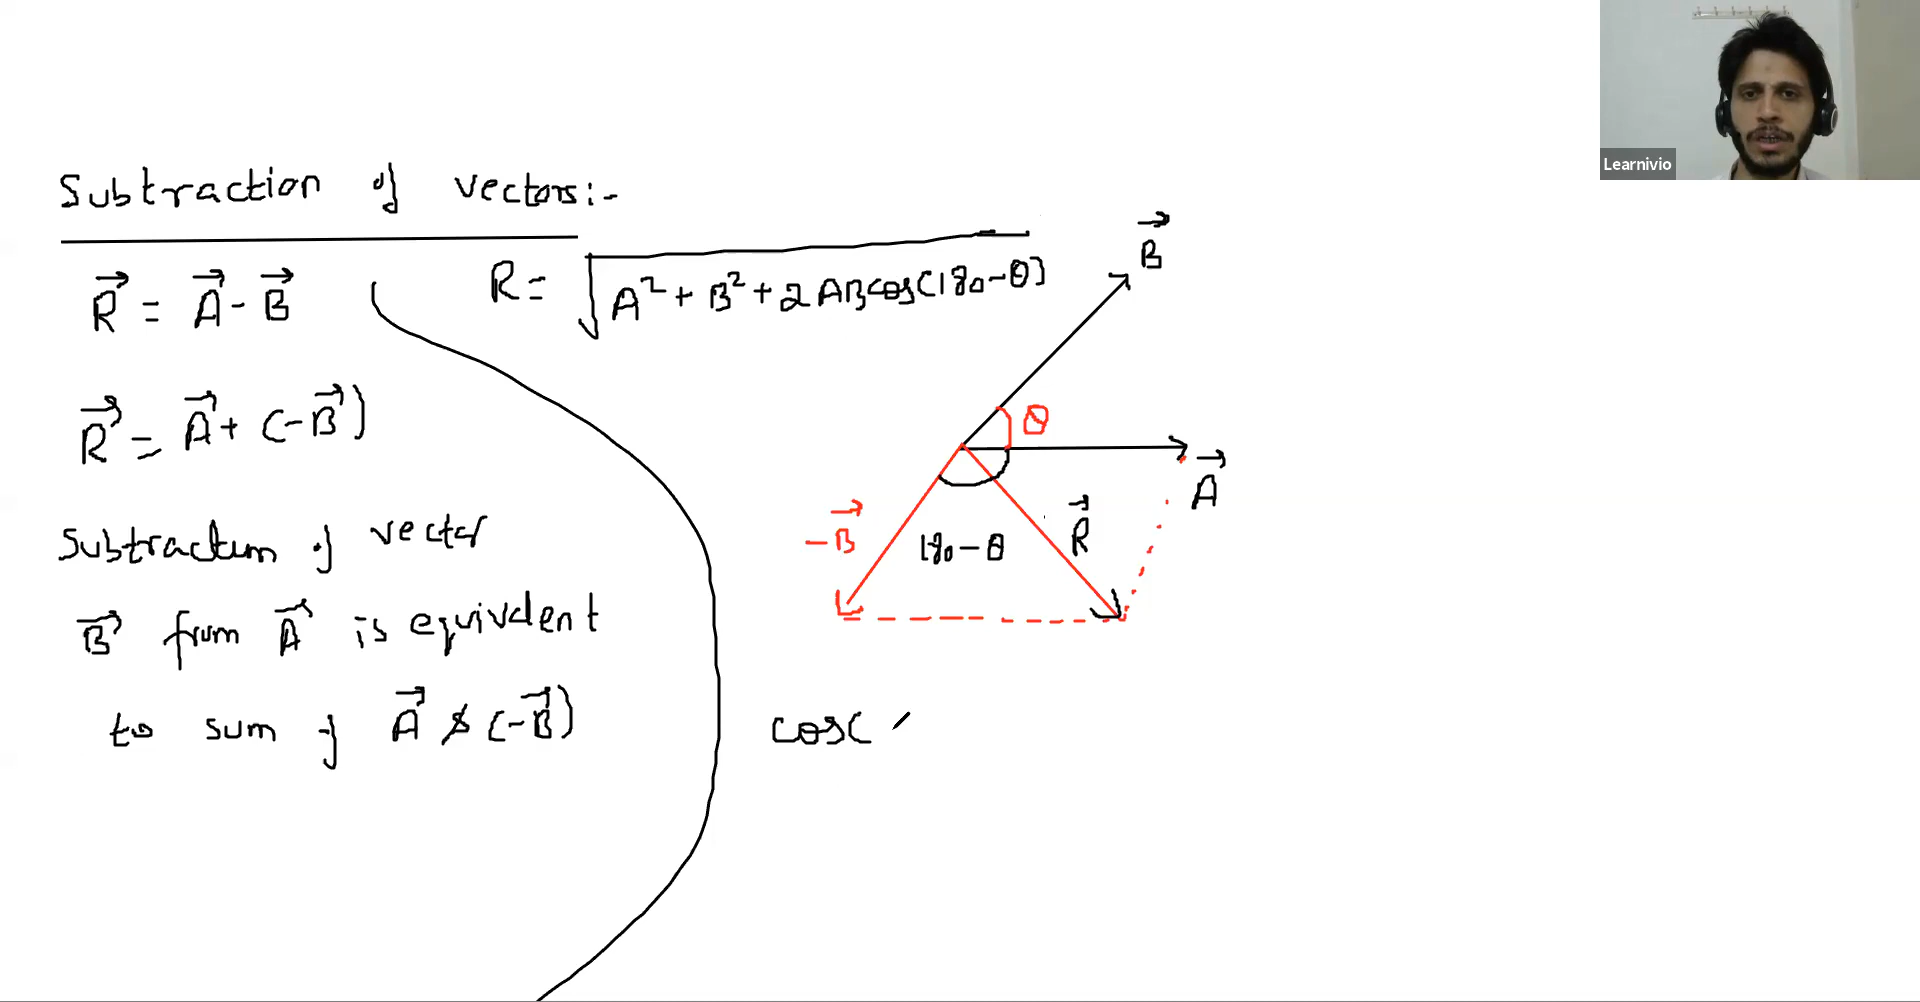 Learnivio
Subtraction of vectors:-
R⃗ = A⃗ - B⃗
R = √A² + B² + 2ABcos(180-θ)
R⃗ = A⃗ + (-B⃗)
Subtraction of vector
B⃗ from A⃗ is equivalent
to sum of A⃗ & (-B⃗)
B⃗
θ
A⃗
-B⃗
180-θ
R⃗
cos(